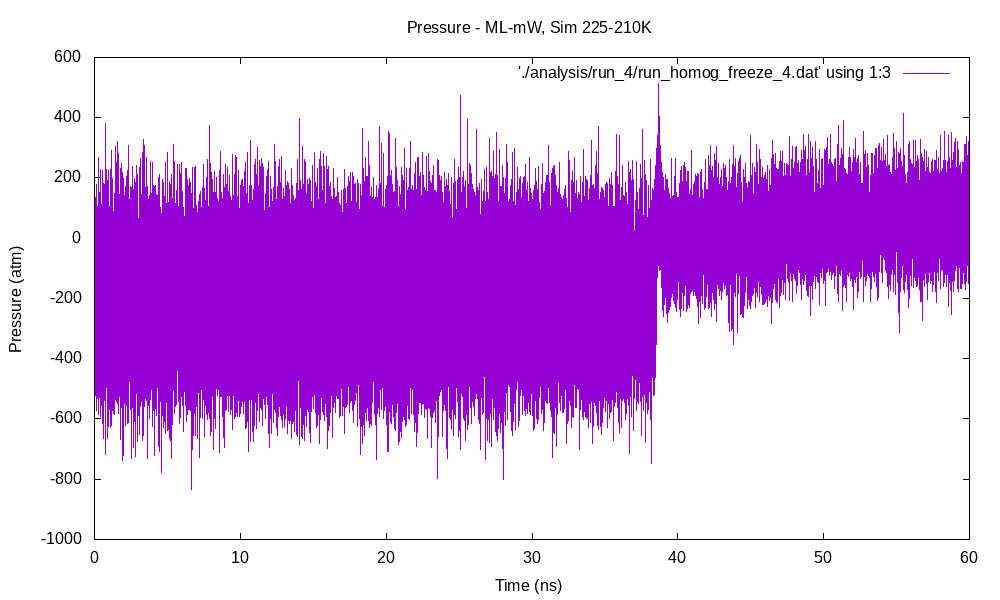 Pressure - ML-mW, Sim 225-210K
'./analysis/run_4/run_homog_freeze_4.dat' using 1:3
600
400
200
0
-200
-400
-600
-800
-1000
Pressure (atm)
0 10 20 30 40 50 60
Time (ns)